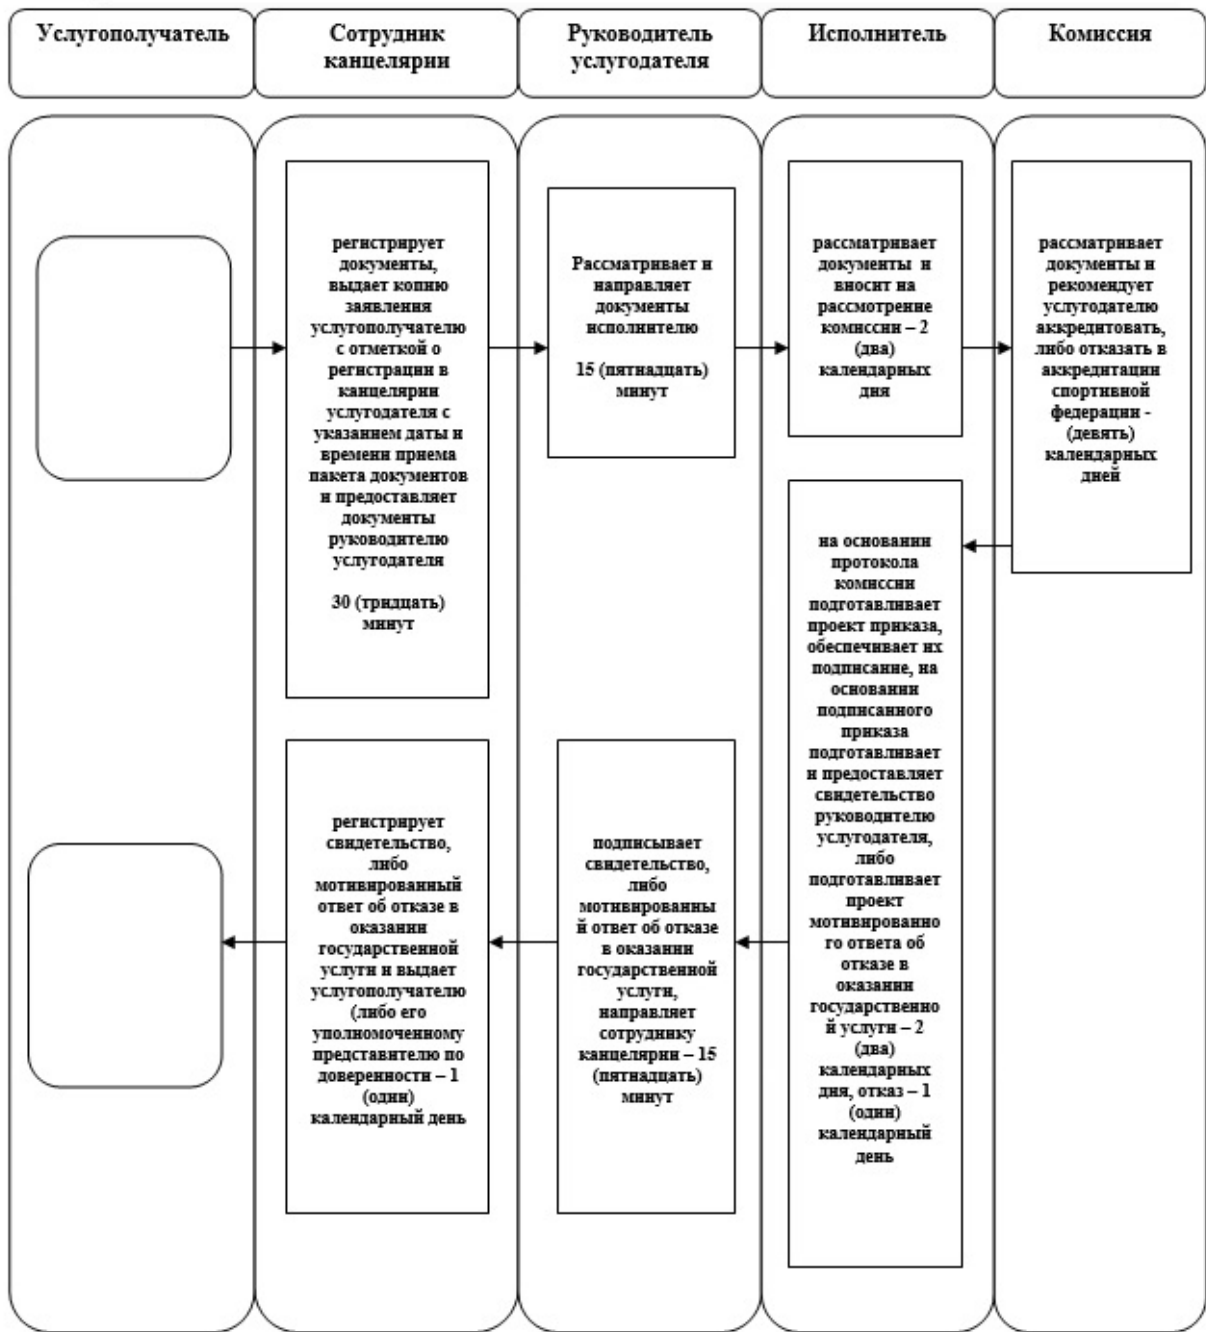 Услугополучатель
Сотрудник
канцелярии
Руководитель
услугодателя
Исполнитель
Комиссия
регистрирует
документы,
выдает копию
заявления
услугополучателю
с отметкой о
регистрации в
канцелярии
услугодателя с
указанием даты и
времени приема
пакета документов
и предоставляет
документы
руководителю
услугодателя
30 (тридцать)
минут
Рассматривает и
направляет
документы
исполнителю
15 (пятнадцать)
минут
рассматривает
документы и
вносит на
рассмотрение
комиссии – 2
(два)
календарных
дня
рассматривает
документы и
рекомендует
услугодателю
аккредитовать,
либо отказать в
аккредитации
спортивной
федерации -
(девять)
календарных
дней
на основании
протокола
комиссии
подготавливает
проект приказа,
обеспечивает их
подписание, на
основании
подписанного
приказа
подготавливает
и предоставляет
свидетельство
руководителю
услугодателя,
либо
подготавливает
проект
мотивированно
го ответа об
отказе в
оказании
государственно
й услуги – 2
(два)
календарных
дня, отказ – 1
(один)
календарный
день
подписывает
свидетельство,
либо
мотивированны
й ответ об отказе
в оказании
государственной
услуги,
направляет
сотруднику
канцелярии – 15
(пятнадцать)
минут
регистрирует
свидетельство,
либо
мотивированный
ответ об отказе в
оказании
государственной
услуги и выдает
услугополучателю
(либо его
уполномоченному
представителю по
доверенности – 1
(один)
календарный день